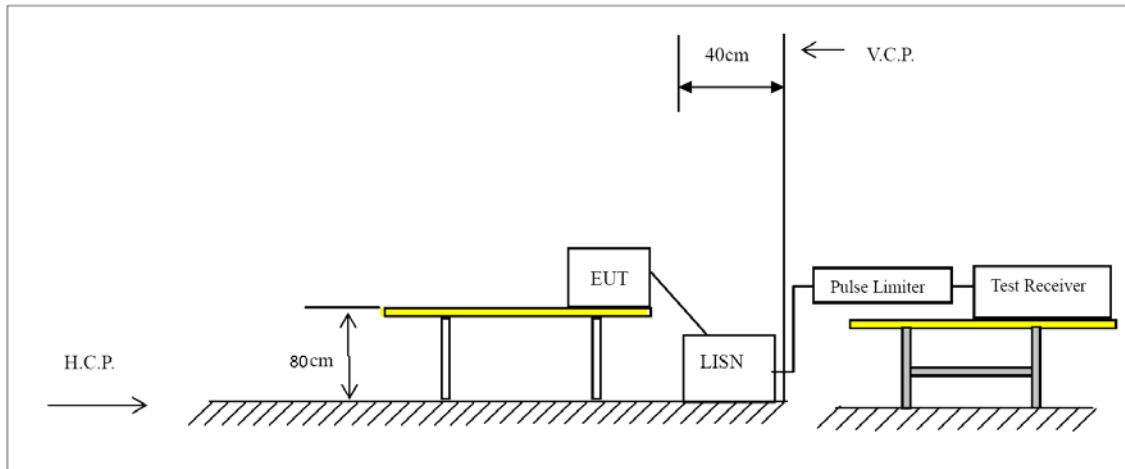 40cm
V.C.P.
EUT
Pulse Limiter
Test Receiver
H.C.P.
80cm
LISN